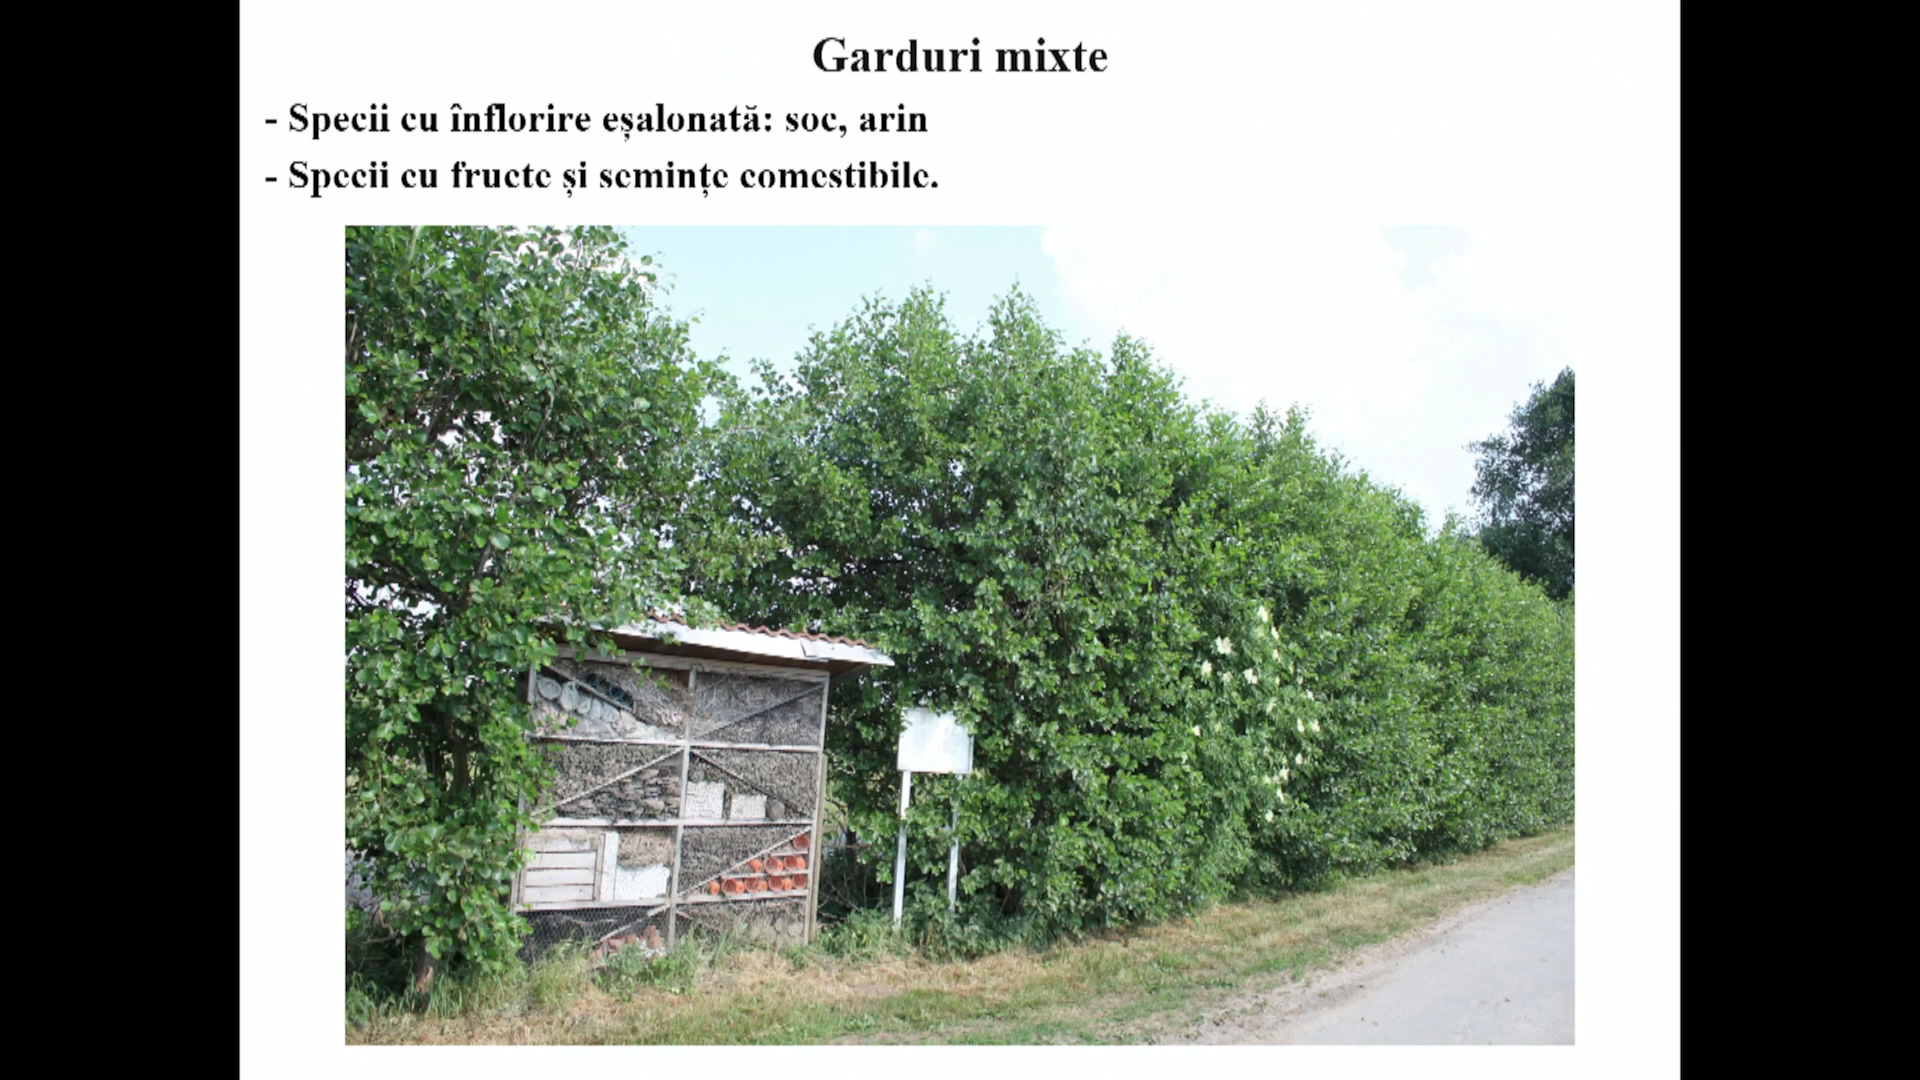 Garduri mixte
- Specii cu înflorire eșalonată: soc, arin
- Specii cu fructe și semințe comestibile.